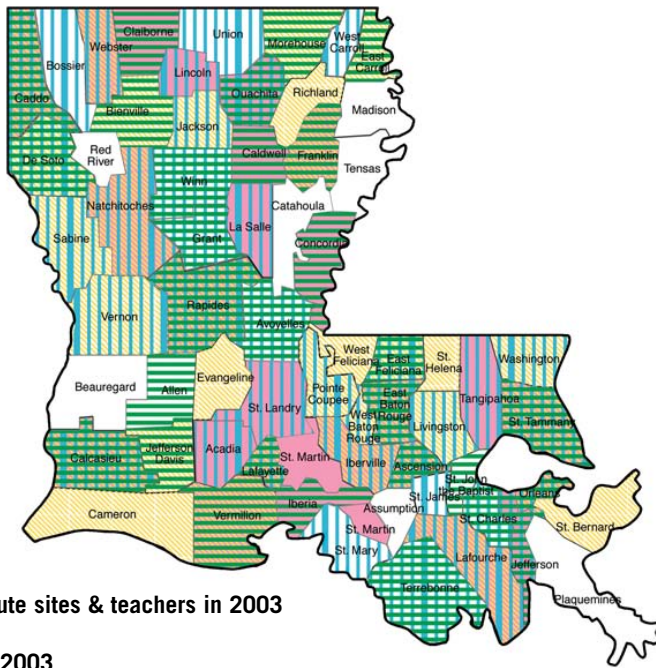 Claiborne
Union
Morehouse
West
Carroll
East
Carroll
Webster
Bossier
Lincoln
Caddo
Ouachita
Richland
Madison
Bienville
Jackson
Red
River
De Soto
Caldwell
Franklin
Tensas
Winn
Natchitoches
Catahoula
La Salle
Sabine
Grant
Concordia
Rapides
Vernon
Avoyelles
West
Feliciana
East
Feliciana
St.
Helena
Washington
Beauregard
Allen
Evangeline
St. Landry
Pointe
Coupee
East
Baton
Rouge
West
Baton
Rouge
Livingston
Tangipahoa
St. Tammany
Calcasieu
Jefferson
Davis
Acadia
Lafayette
St. Martin
Iberville
Ascension
St. John
the Baptist
Orleans
Cameron
Vermilion
Iberia
Assumption
St. James
St. Charles
St. Bernard
St. Martin
St. Mary
Lafourche
Jefferson
Terrebonne
Plaquemines
ute sites & teachers in 2003
2003